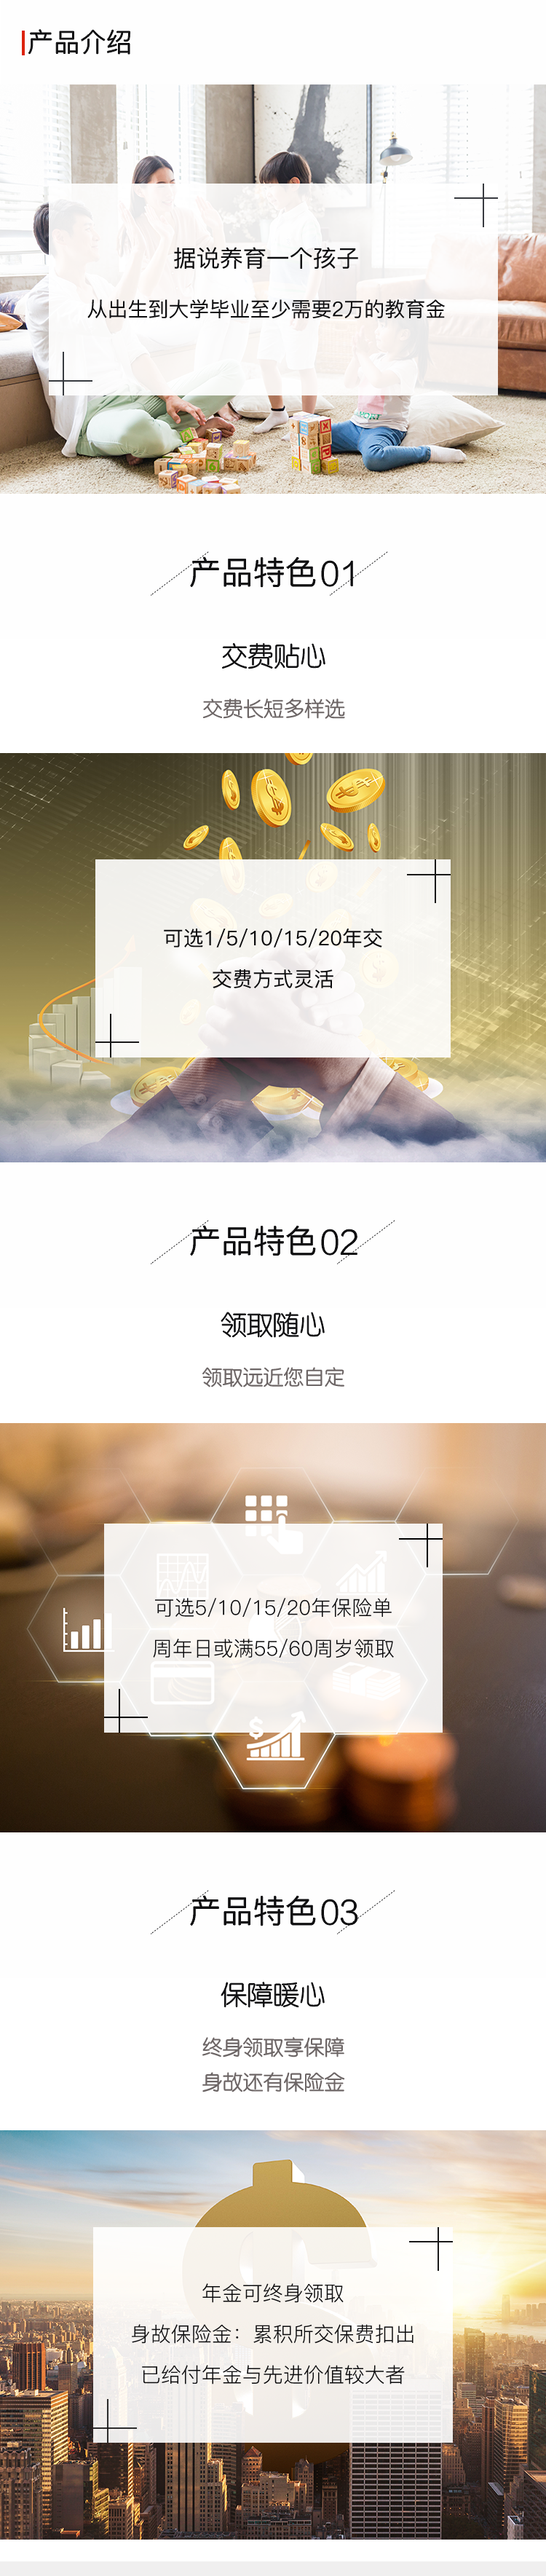 产品介绍
据说养育一个孩子
从出生到大学毕业至少需要2万的教育金
产品特色01
交费贴心
交费长短多样选
可选1/5/10/15/20年交
交费方式灵活
产品特色02
领取随心
领取远近您自定
可选5/10/15/20年保险单
周年日或满55/60周岁领取
产品特色03
保障暖心
终身领取享保障
身故还有保险金
年金可终身领取
身故保险金：累积所交保费扣出
已给付年金与先进价值较大者